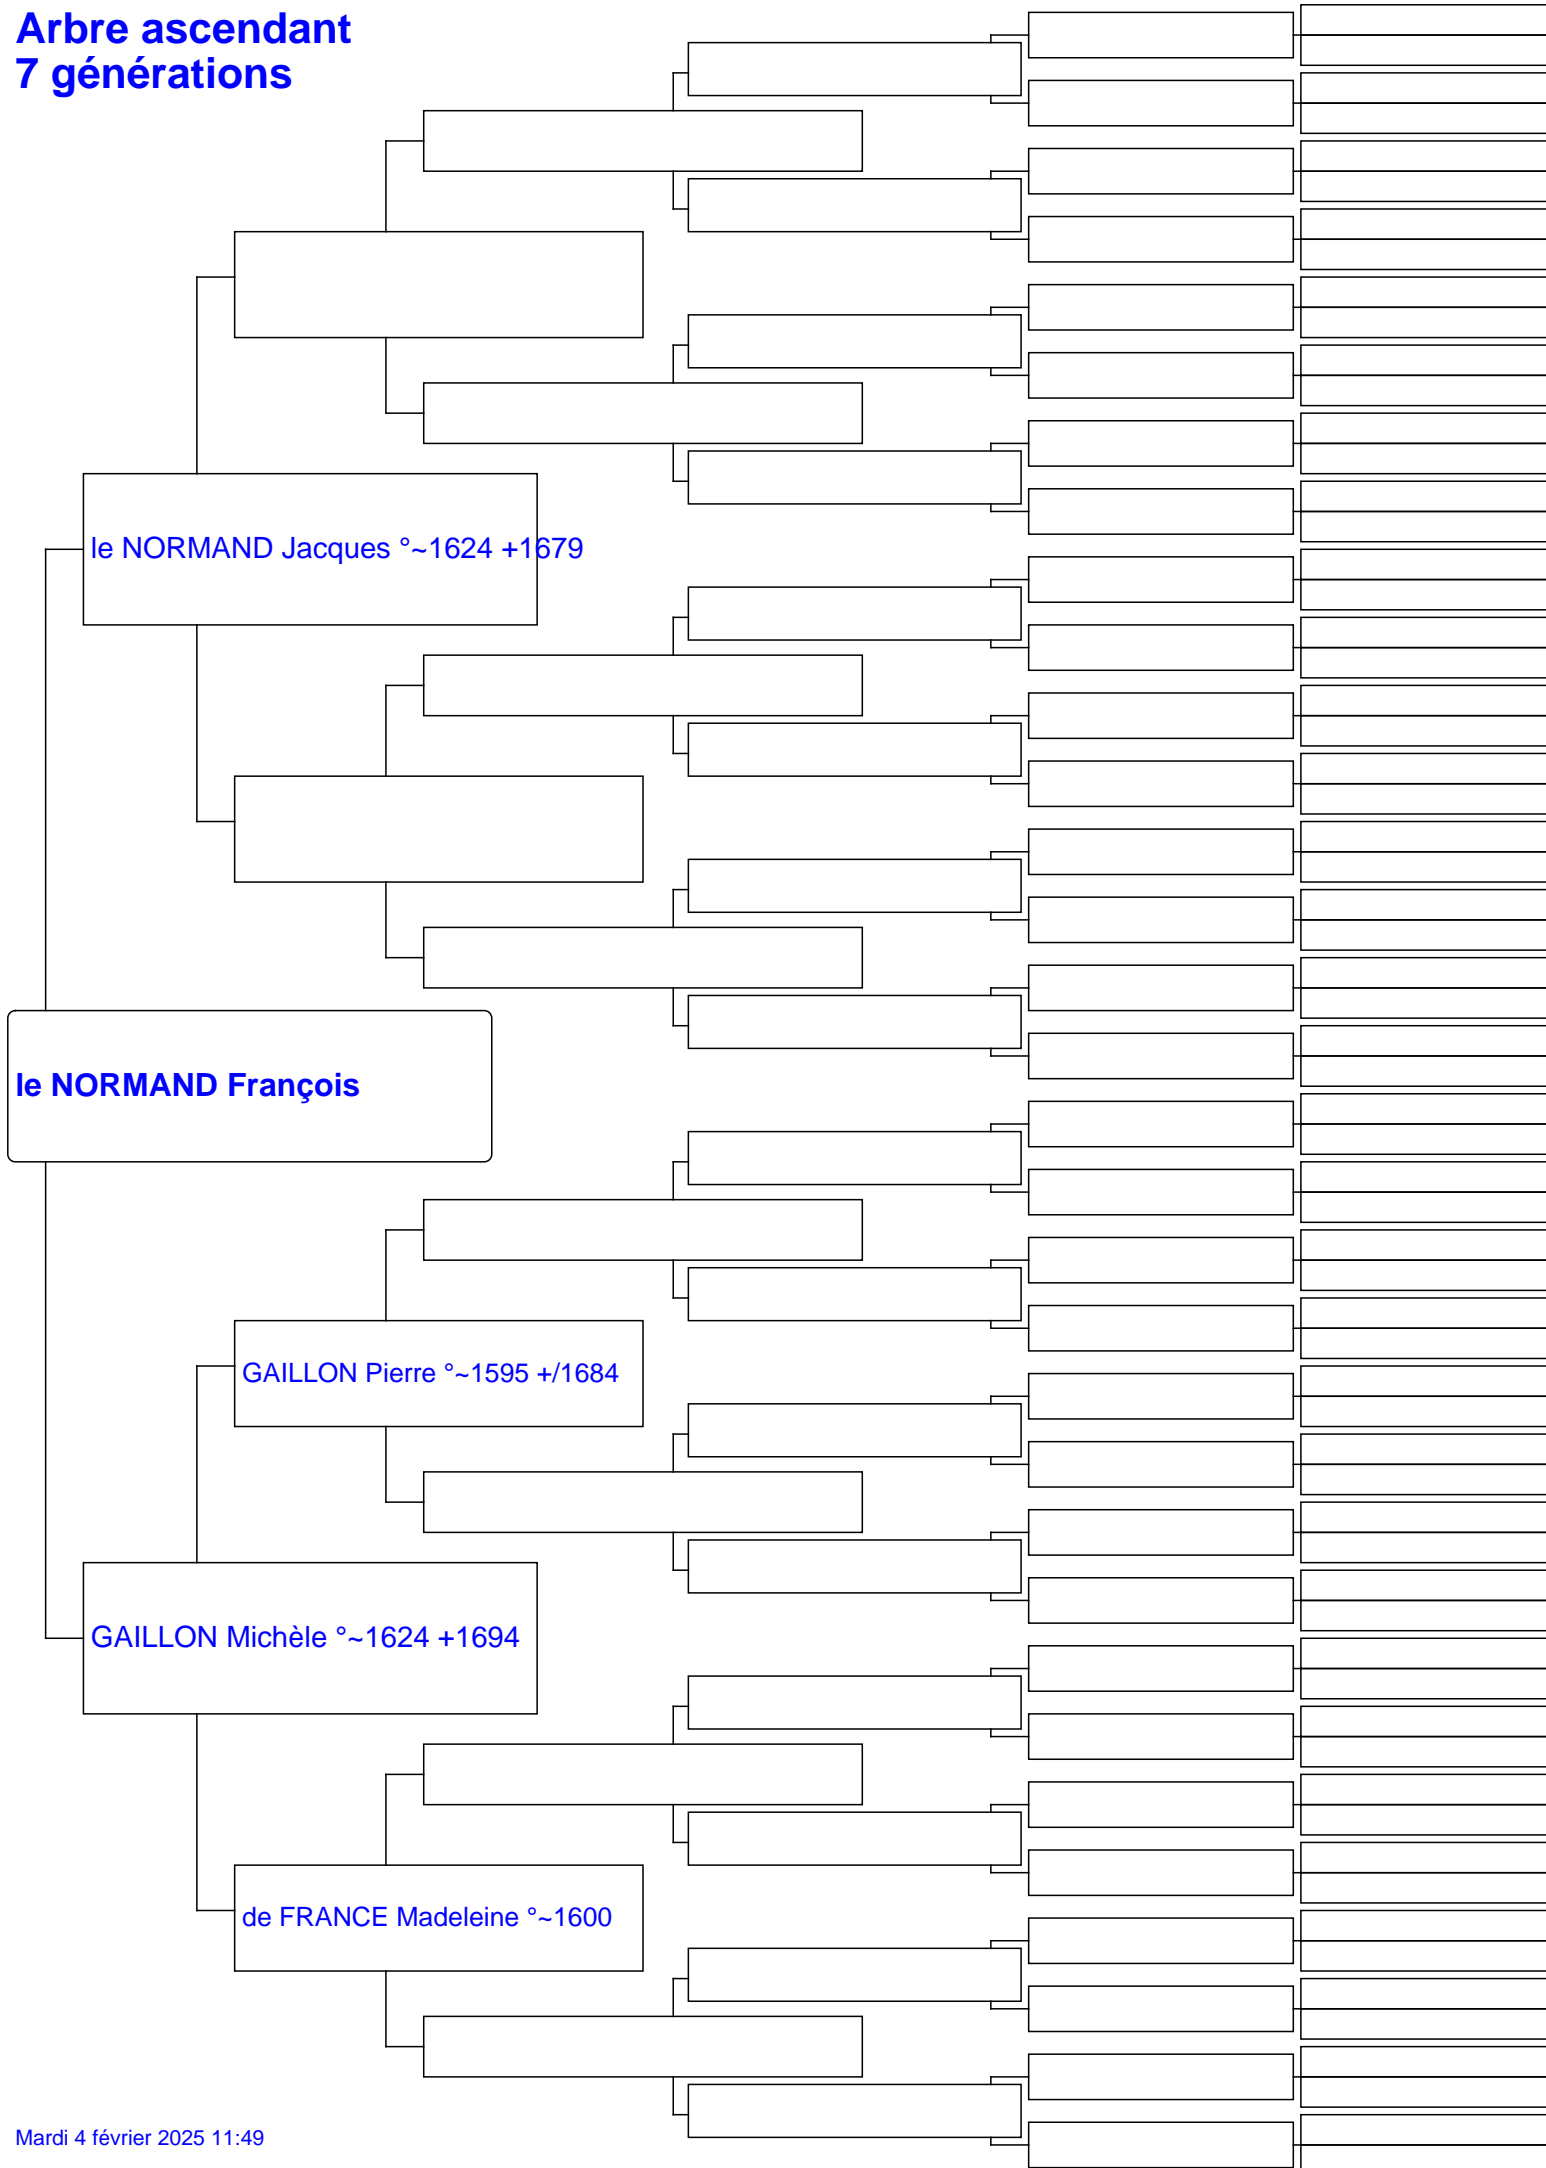 Arbre ascendant
7 générations
le NORMAND Jacques °~1624 +1679
le NORMAND François
GAILLON Pierre °~1595 +/1684
GAILLON Michèle °~1624 +1694
de FRANCE Madeleine °~1600
Mardi 4 février 2025 11:49